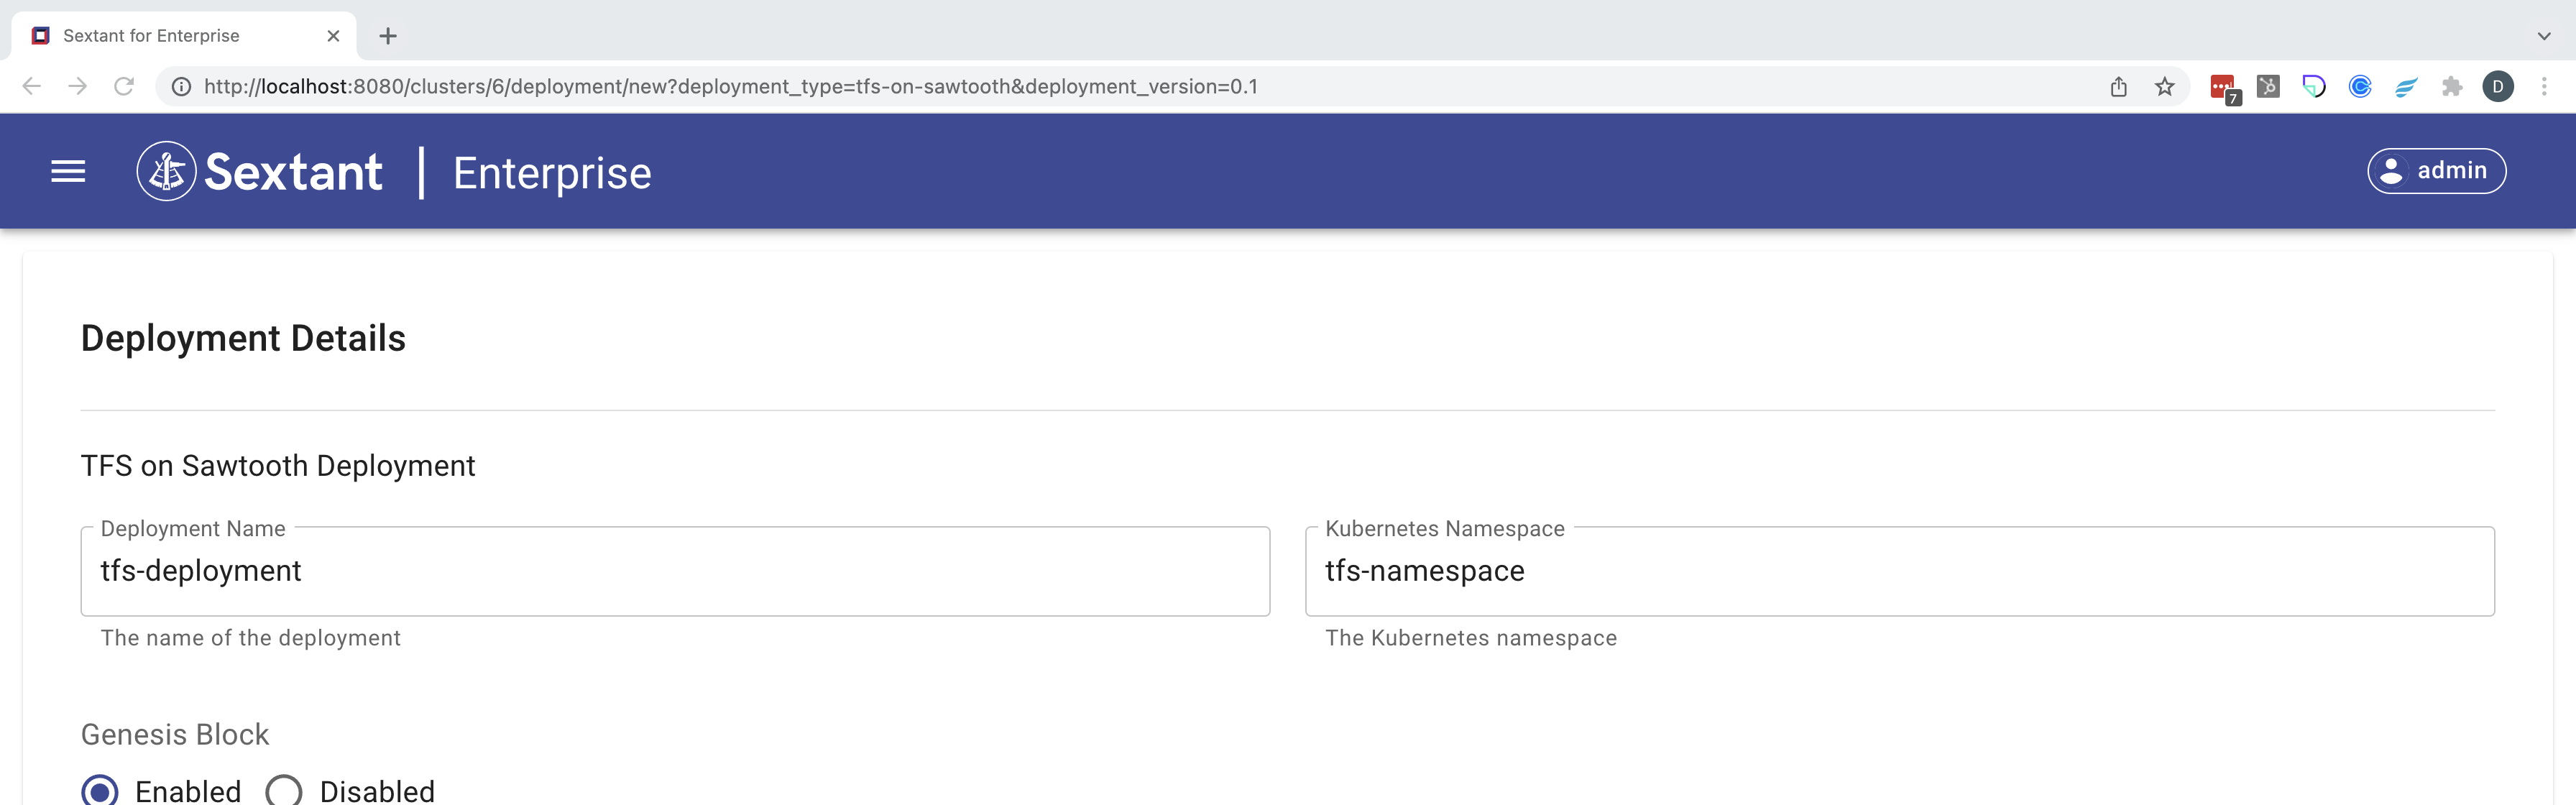 Sextant for Enterprise
http://localhost:8080/clusters/6/deployment/new?deployment_type=tfs-on-sawtooth&deployment_version=0.1
7
D
Sextant | Enterprise
admin
Deployment Details
TFS on Sawtooth Deployment
Deployment Name
tfs-deployment
The name of the deployment
Kubernetes Namespace
tfs-namespace
The Kubernetes namespace
Genesis Block
Enabled Disabled